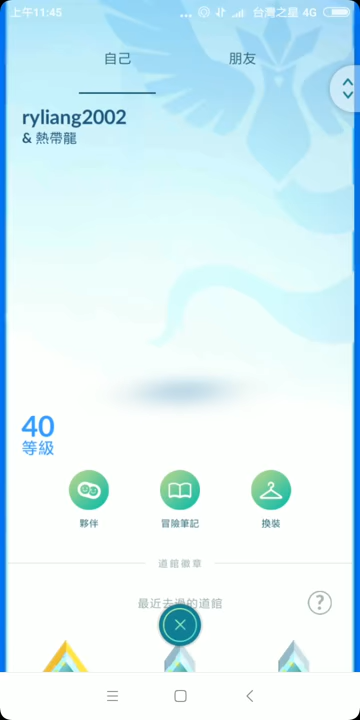 上午11:45
... 台灣之星 4G
自己
朋友
ryliang2002
& 熱帶龍
40
等級
夥伴
冒險筆記
換裝
道館徽章
最近去過的道館
?